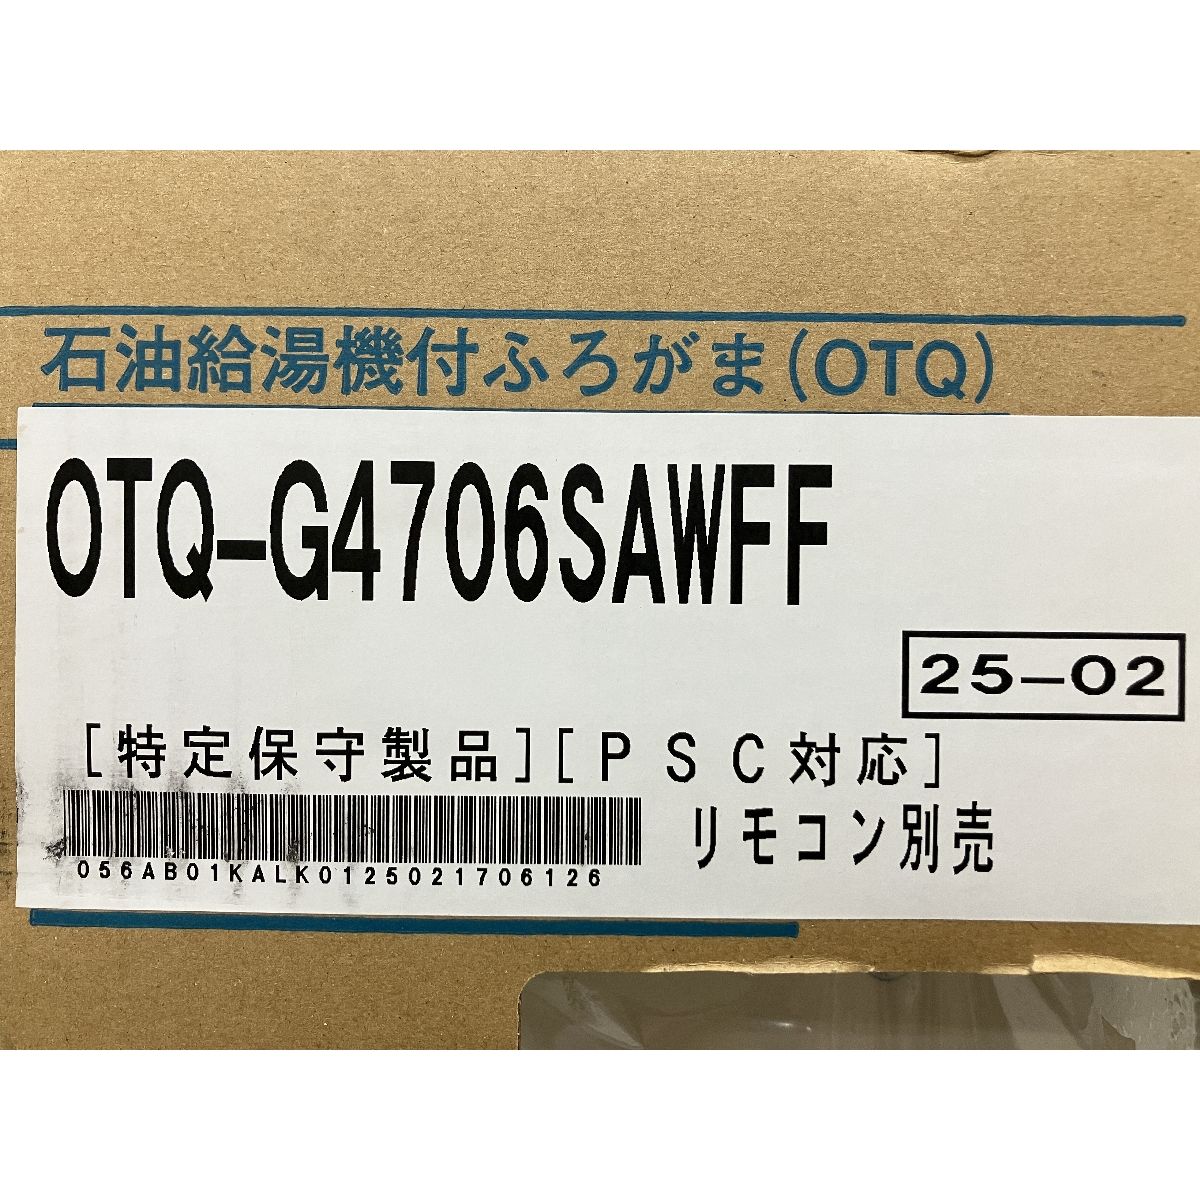 石油給湯機付ふろがま(OTQ)
OTQ-G4706SAWFF
25-02
[特定保守製品][PSC対応]
リモコン別売
056AB01KALK0125021706126